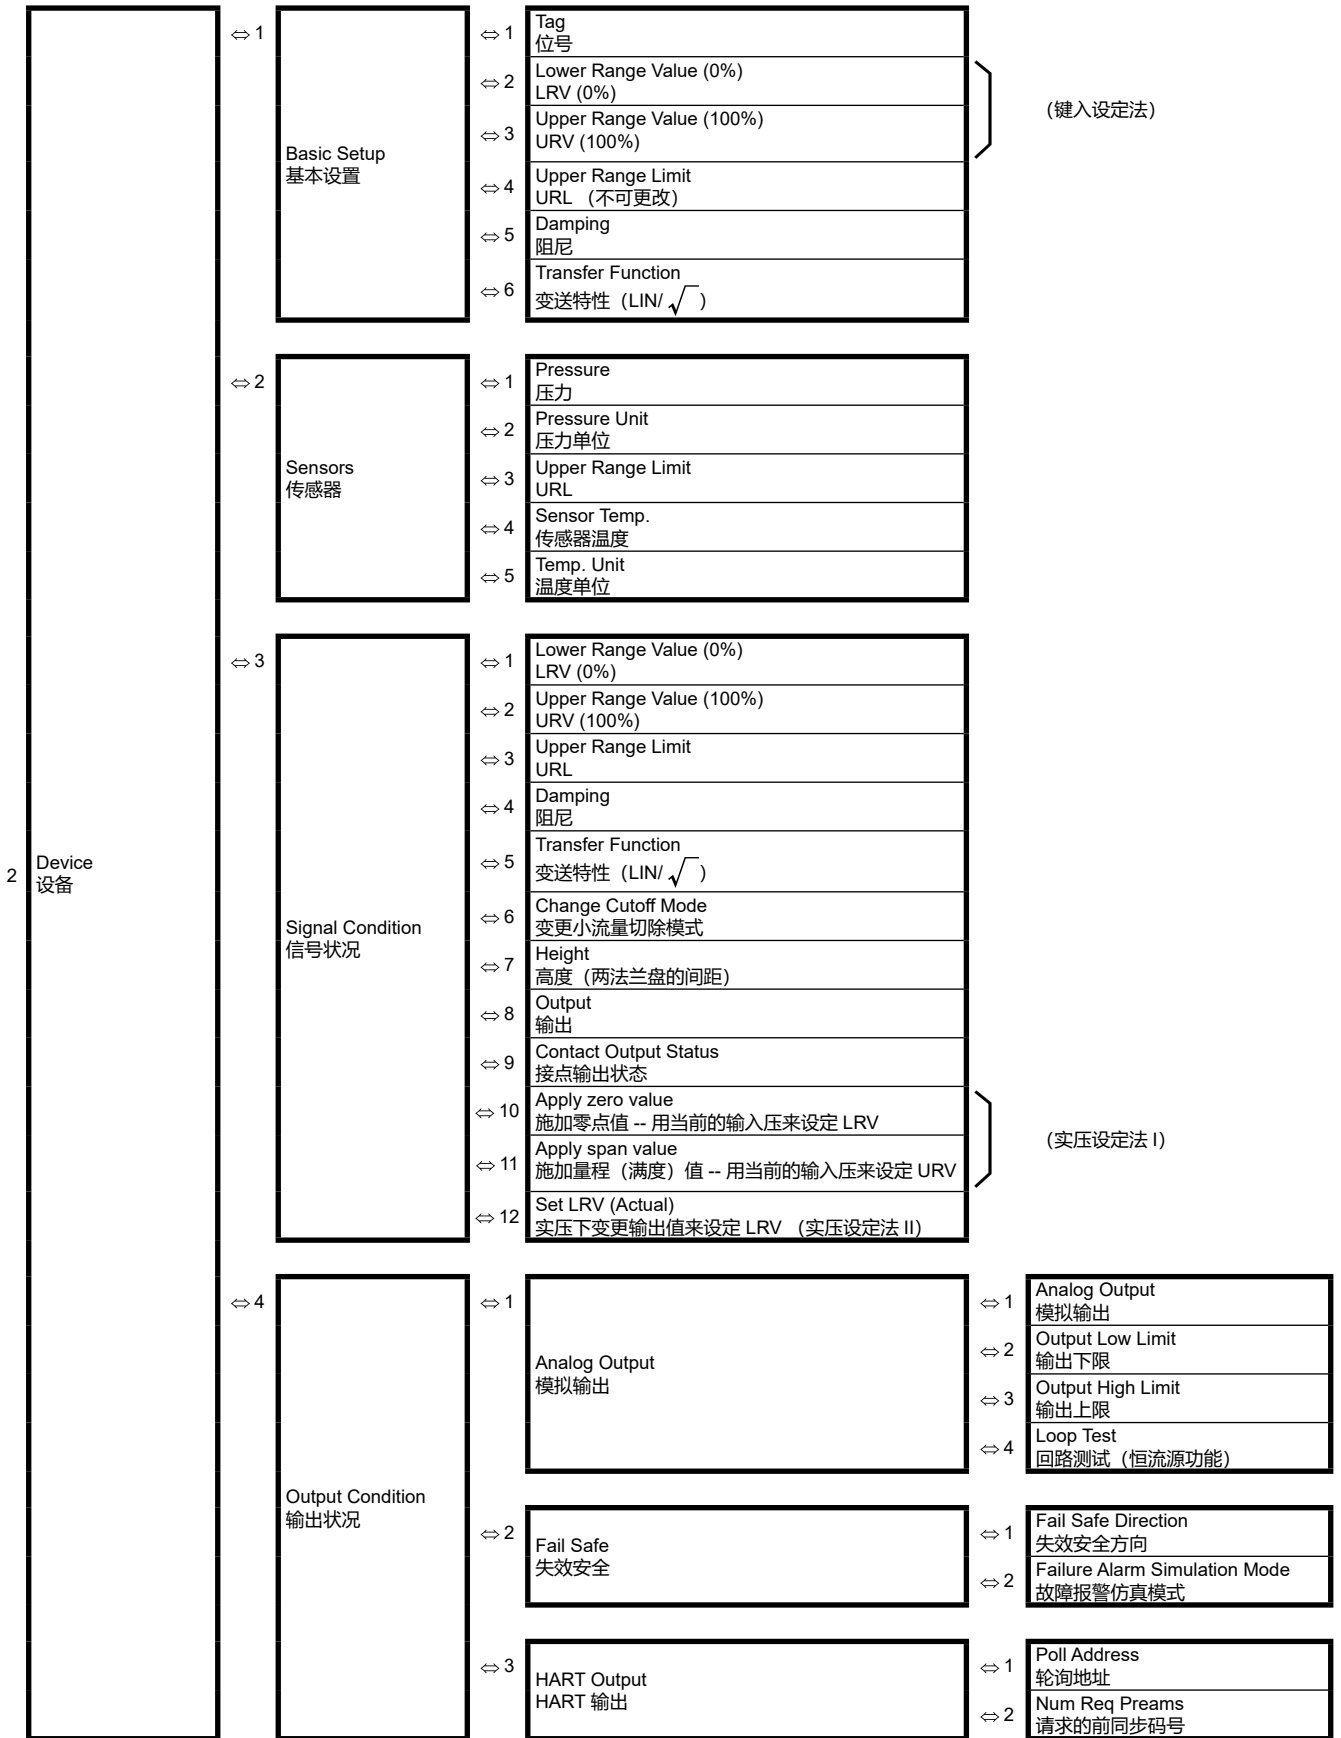 ⇔ 1
Basic Setup
基本设置
⇔ 1
Tag
位号
⇔ 2
Lower Range Value (0%)
LRV (0%)
⇔ 3
Upper Range Value (100%)
URV (100%)
(键入设定法)
⇔ 4
Upper Range Limit
URL （不可更改）
⇔ 5
Damping
阻尼
⇔ 6
Transfer Function
变送特性（LIN/ √ ）
⇔ 2
Sensors
传感器
⇔ 1
Pressure
压力
⇔ 2
Pressure Unit
压力单位
⇔ 3
Upper Range Limit
URL
⇔ 4
Sensor Temp.
传感器温度
⇔ 5
Temp. Unit
温度单位
2
Device
设备
⇔ 3
Signal Condition
信号状况
⇔ 1
Lower Range Value (0%)
LRV (0%)
⇔ 2
Upper Range Value (100%)
URV (100%)
⇔ 3
Upper Range Limit
URL
⇔ 4
Damping
阻尼
⇔ 5
Transfer Function
变送特性（LIN/ √ ）
⇔ 6
Change Cutoff Mode
变更小流量切除模式
⇔ 7
Height
高度（两法兰盘的间距）
⇔ 8
Output
输出
⇔ 9
Contact Output Status
接点输出状态
⇔ 10
Apply zero value
施加零点值 -- 用当前的输入压来设定 LRV
⇔ 11
Apply span value
施加量程（满度）值 -- 用当前的输入压来设定 URV
(实压设定法 I)
⇔ 12
Set LRV (Actual)
实压下变更输出值来设定 LRV （实压设定法 II）
⇔ 4
Output Condition
输出状况
⇔ 1
Analog Output
模拟输出
⇔ 1
Analog Output
模拟输出
⇔ 2
Output Low Limit
输出下限
⇔ 3
Output High Limit
输出上限
⇔ 4
Loop Test
回路测试（恒流源功能）
⇔ 2
Fail Safe
失效安全
⇔ 1
Fail Safe Direction
失效安全方向
⇔ 2
Failure Alarm Simulation Mode
故障报警仿真模式
⇔ 3
HART Output
HART 输出
⇔ 1
Poll Address
轮询地址
⇔ 2
Num Req Preams
请求的前同步码号